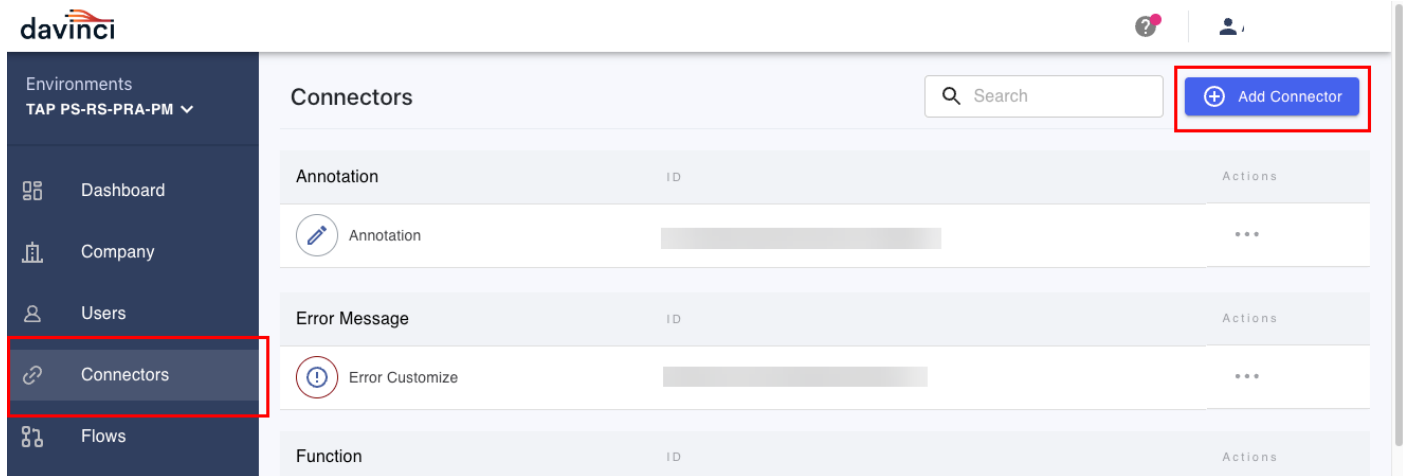 davinci
Environments
TAP PS-RS-PRA-PM
Dashboard
Company
Users
Connectors
Flows
Connectors
Search
Add Connector
Annotation ID Actions
Annotation
Error Message ID Actions
Error Customize
Function ID Actions